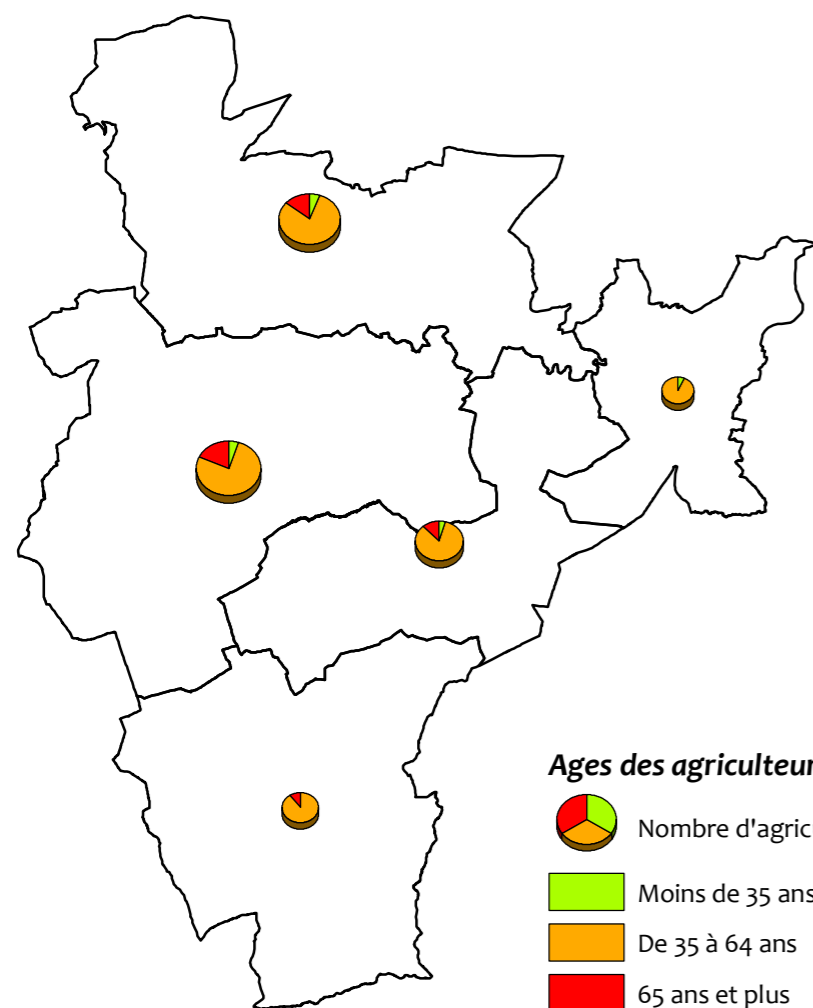 Ages des agriculteur
Nombre d'agric
Moins de 35 ans
De 35 à 64 ans
65 ans et plus